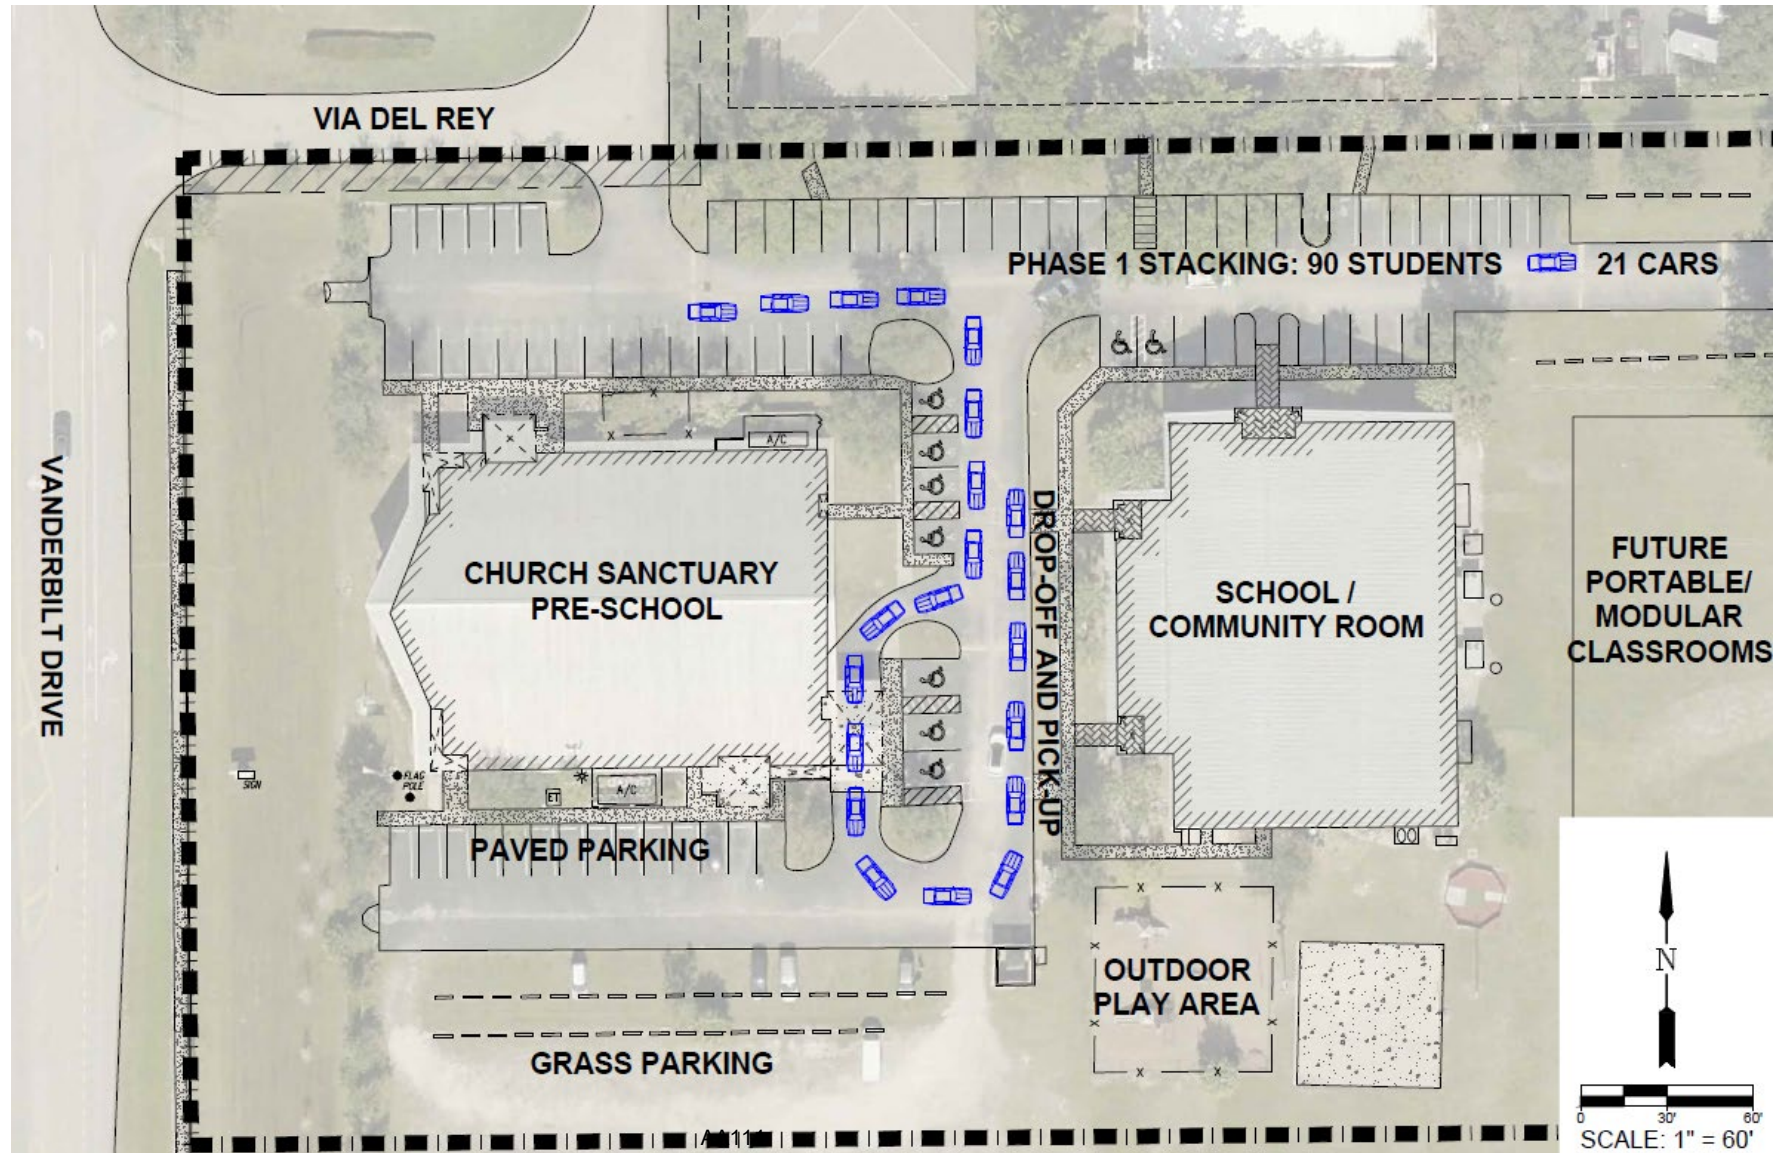 VIA DEL REY
PHASE 1 STACKING: 90 STUDENTS
21 CARS
VANDERBILT DRIVE
A/C
CHURCH SANCTUARY
PRE-SCHOOL
DROP-OFF AND PICK-UP
SCHOOL /
COMMUNITY ROOM
FUTURE
PORTABLE/
MODULAR
CLASSROOMS
SIGN
FLAG
POLE
ET
A/C
PAVED PARKING
OUTDOOR
PLAY AREA
GRASS PARKING
N
0 30' 60'
SCALE: 1" = 60'